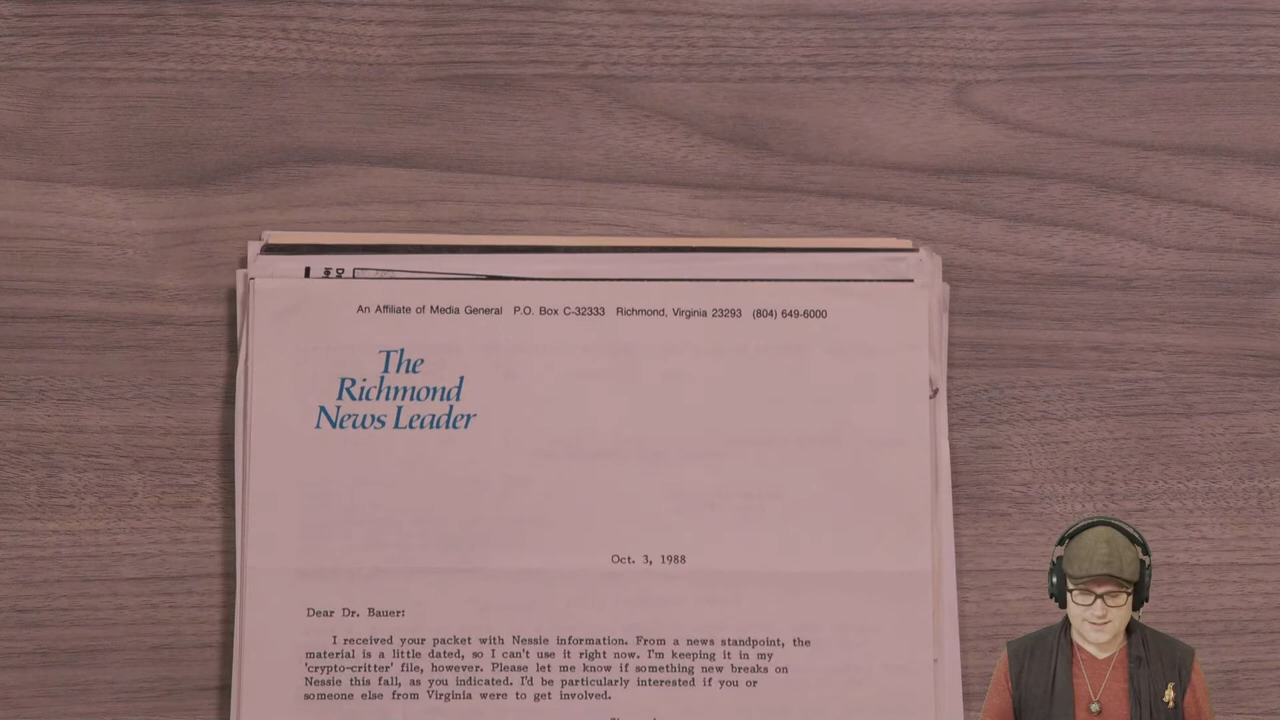 An Affiliate of Media General P.O. Box C-32333 Richmond, Virginia 23293 (804) 649-6000
The
Richmond
News Leader
Oct. 3, 1988
Dear Dr. Bauer:
I received your packet with Nessie information. From a news standpoint, the
material is a little dated, so I can't use it right now. I'm keeping it in my
'crypto-critter' file, however. Please let me know if something new breaks on
Nessie this fall, as you indicated. I'd be particularly interested if you or
someone else from Virginia were to get involved.